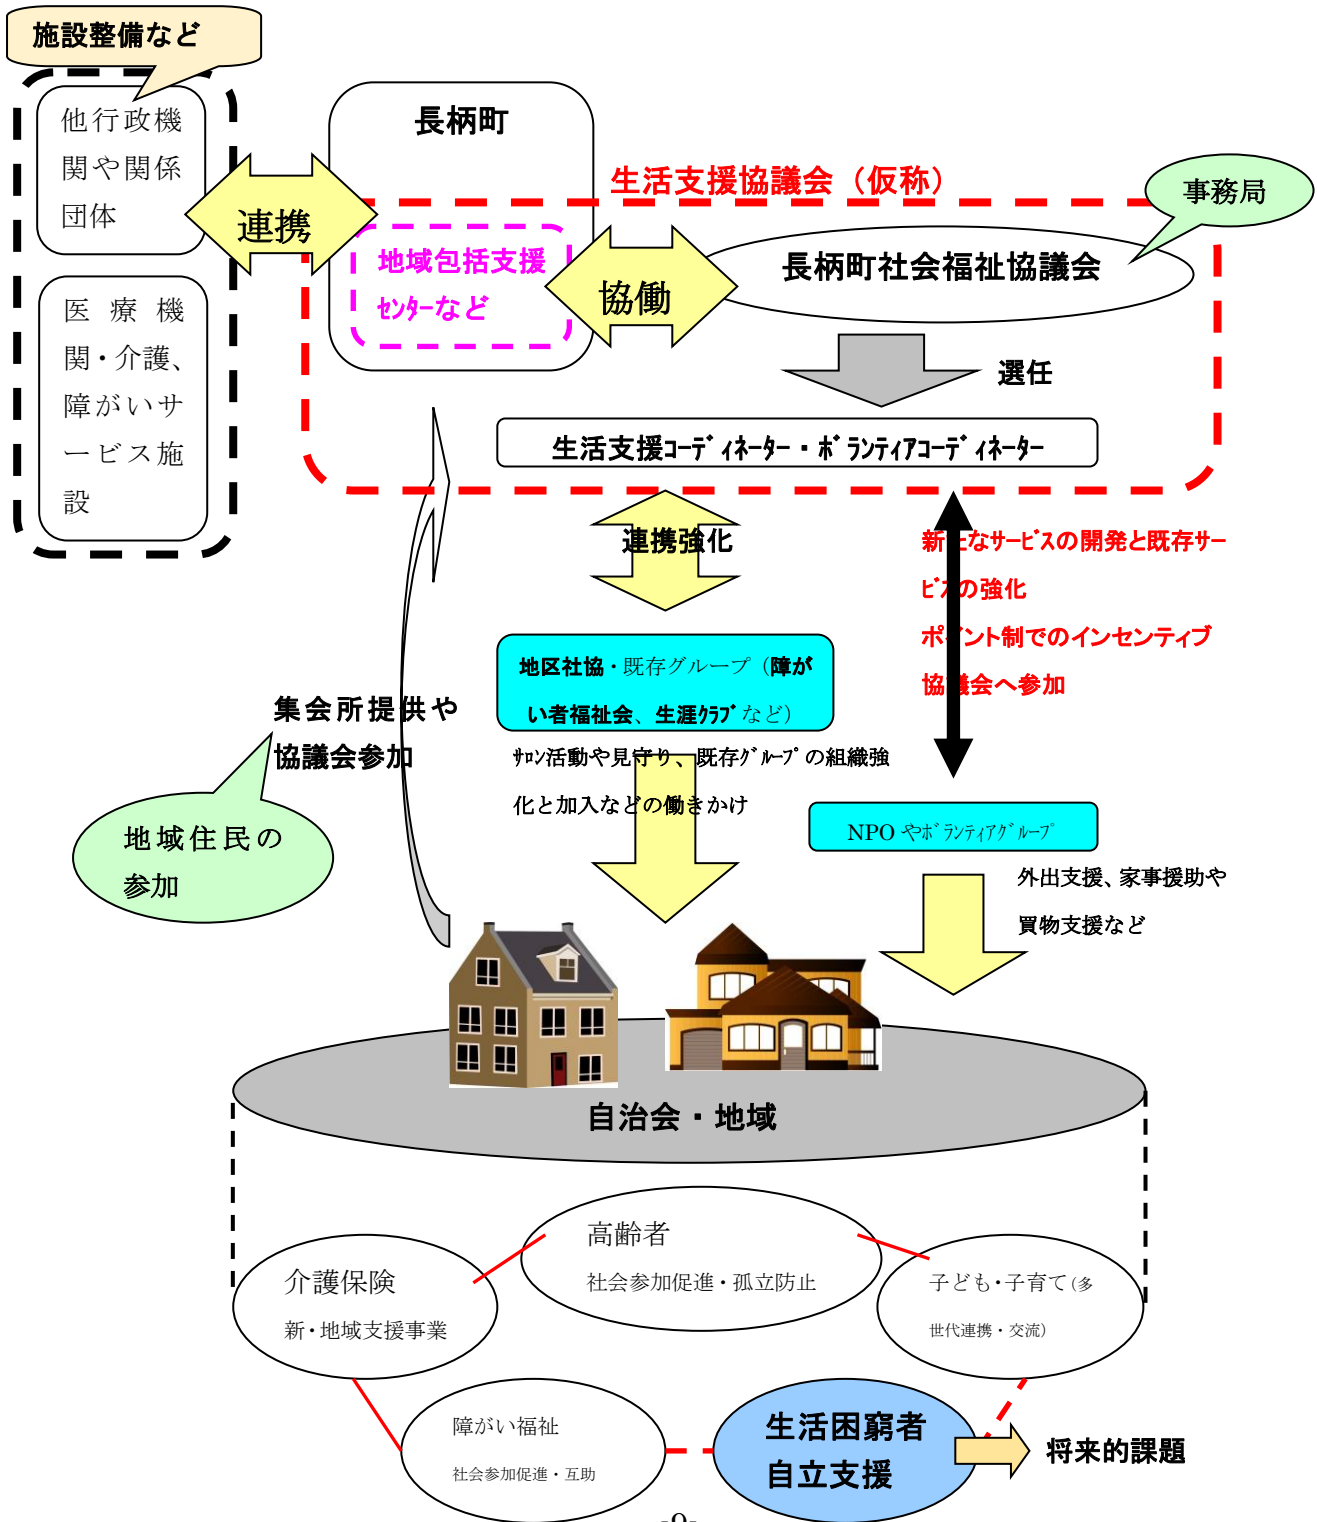 施設整備など
他行政機
関や関係
団体
医療機
関・介護、
障がいサ
ービス施
設
連携
長柄町
地域包括支援
ｾﾝﾀｰなど
生活支援協議会（仮称）
事務局
協働
長柄町社会福祉協議会
選任
生活支援ｺｰﾃﾞｨﾈｰﾀｰ・ﾎﾞﾗﾝﾃｨｱｺｰﾃﾞｨﾈｰﾀｰ
連携強化
新たなｻｰﾋﾞｽの開発と既存ｻｰ
ﾋﾞｽの強化
ポイント制でのインセンティブ
協議会へ参加
地区社協・既存グループ（障が
い者福祉会、生涯ｸﾗﾌﾞなど）
ｻﾛﾝ活動や見守り、既存ｸﾞﾙｰﾌﾟの組織強
化と加入などの働きかけ
集会所提供や
協議会参加
地域住民の
参加
NPO やﾎﾞﾗﾝﾃｨｱｸﾞﾙｰﾌﾟ
外出支援、家事援助や
買物支援など
自治会・地域
高齢者
社会参加促進・孤立防止
介護保険
新・地域支援事業
子ども・子育て（多
世代連携・交流）
障がい福祉
社会参加促進・互助
生活困窮者
自立支援
将来的課題